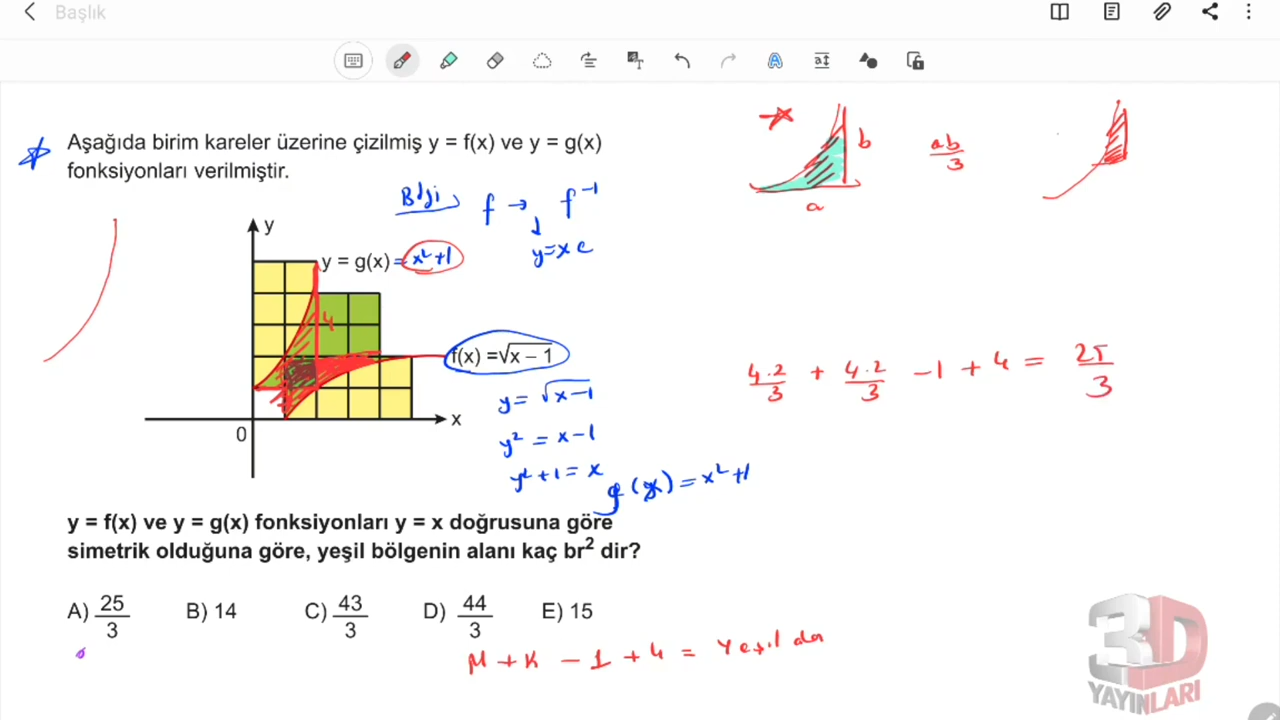 Başlık
Aşağıda birim kareler üzerine çizilmiş y = f(x) ve y = g(x)
fonksiyonları verilmiştir.
b
ab/3
a
Bilgi f → f⁻¹
y=x e
y
y = g(x) = x²+1
4
f(x) =√x – 1
y = √x-1
y² = x-1
y²+1 = x
g(x) = x²+1
x
0
4.2/3 + 4.2/3 -1 + 4 = 25/3
y = f(x) ve y = g(x) fonksiyonları y = x doğrusuna göre
simetrik olduğuna göre, yeşil bölgenin alanı kaç br² dir?
A) 25/3 B) 14 C) 43/3 D) 44/3 E) 15
M + K - 1 + 4 = Yeşil da
3D
YAYINLARI